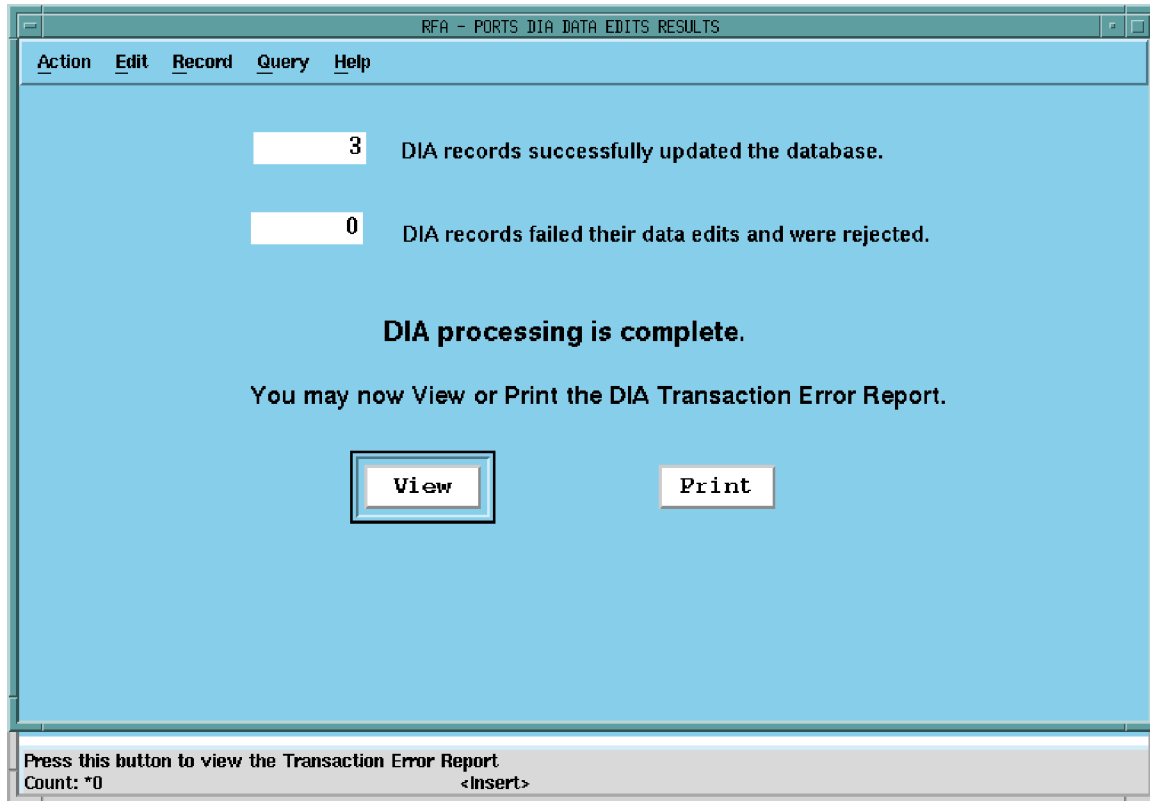 RFA - PORTS DIA DATA EDITS RESULTS
Action Edit Record Query Help
3 DIA records successfully updated the database.
0 DIA records failed their data edits and were rejected.
DIA processing is complete.
You may now View or Print the DIA Transaction Error Report.
View Print
Press this button to view the Transaction Error Report
Count: *0 <Insert>